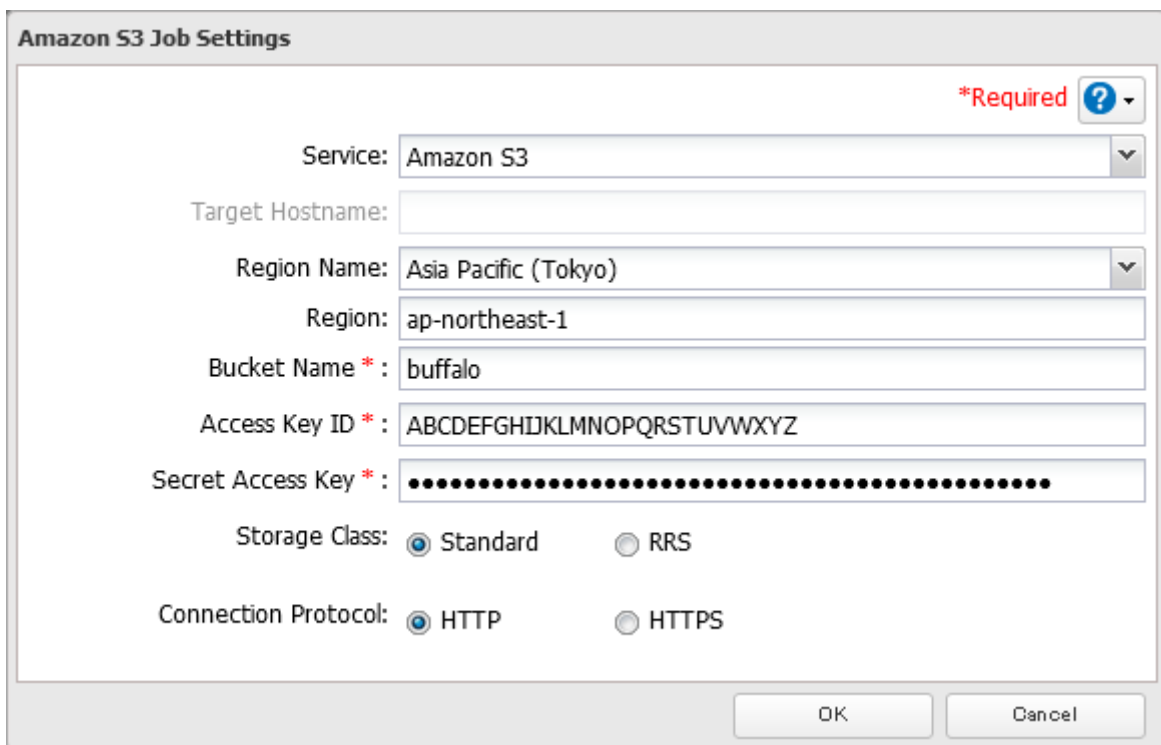 Amazon S3 Job Settings
*Required ?
Service: Amazon S3
Target Hostname:
Region Name: Asia Pacific (Tokyo)
Region: ap-northeast-1
Bucket Name * : buffalo
Access Key ID * : ABCDEFGHIJKLMNOPQRSTUVWXYZ
Secret Access Key * : ●●●●●●●●●●●●●●●●●●●●●●●●●●●●●●●●●●●●●●●●●●●●●●
Storage Class: Standard RRS
Connection Protocol: HTTP HTTPS
OK Cancel